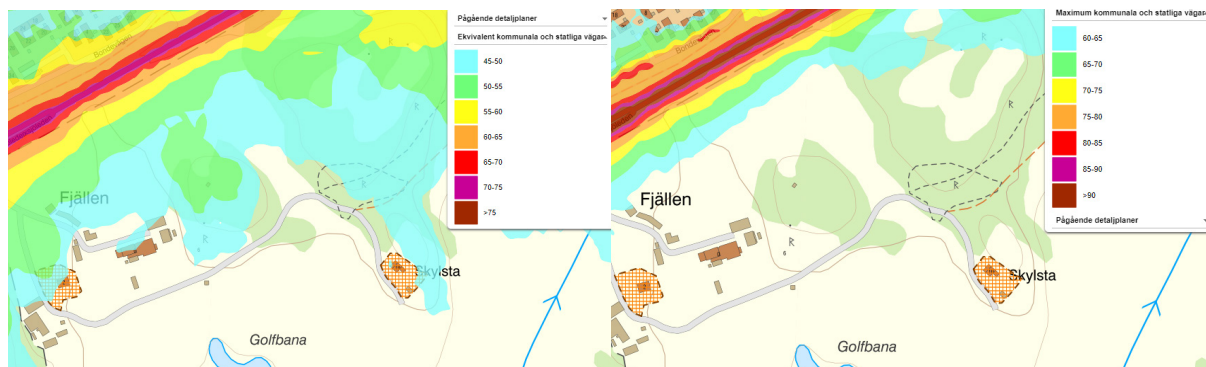 Pågående detaljplaner
Ekvivalent kommunala och statliga vägar
45-50
50-55
55-60
60-65
65-70
70-75
>75
Fjällen
R
R
R
Skylsta
Golfbana
Maximum kommunala och statliga vägar
60-65
65-70
70-75
75-80
80-85
85-90
>90
Pågående detaljplaner
Fjällen
R
R
R
Skylsta
Golfbana